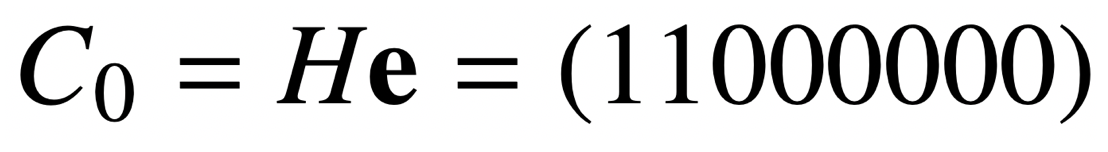 C₀ = He = (11000000)